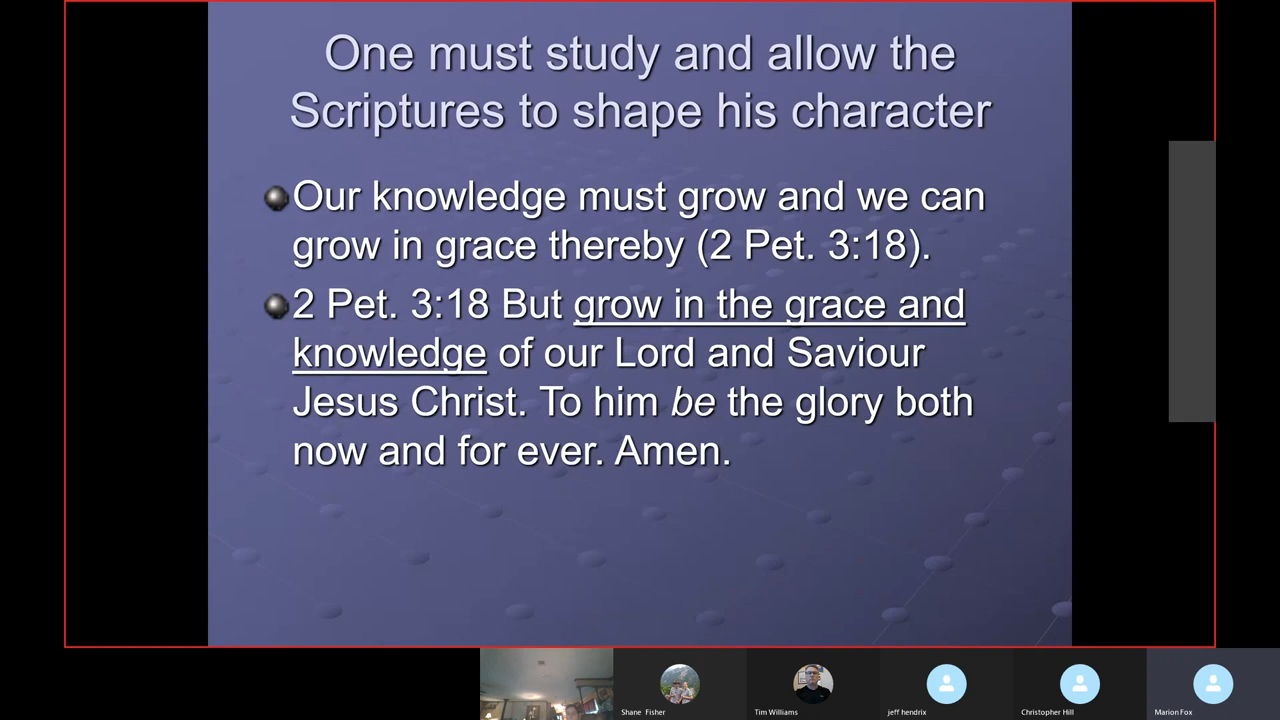 One must study and allow the
Scriptures to shape his character
Our knowledge must grow and we can
grow in grace thereby (2 Pet. 3:18).
2 Pet. 3:18 But grow in the grace and
knowledge of our Lord and Saviour
Jesus Christ. To him be the glory both
now and for ever. Amen.
Shane Fisher
Tim Williams
jeff hendrix
Christopher Hill
Marion Fox